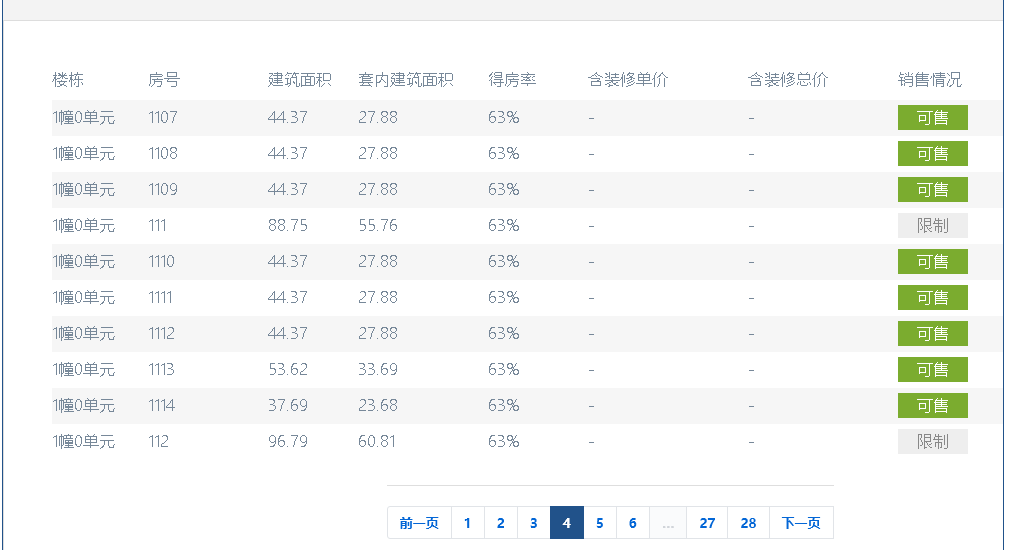 楼栋 房号 建筑面积 套内建筑面积 得房率 含装修单价 含装修总价 销售情况
1幢0单元 1107 44.37 27.88 63% - - 可售
1幢0单元 1108 44.37 27.88 63% - - 可售
1幢0单元 1109 44.37 27.88 63% - - 可售
1幢0单元 111 88.75 55.76 63% - - 限制
1幢0单元 1110 44.37 27.88 63% - - 可售
1幢0单元 1111 44.37 27.88 63% - - 可售
1幢0单元 1112 44.37 27.88 63% - - 可售
1幢0单元 1113 53.62 33.69 63% - - 可售
1幢0单元 1114 37.69 23.68 63% - - 可售
1幢0单元 112 96.79 60.81 63% - - 限制
前一页 1 2 3 4 5 6 ... 27 28 下一页